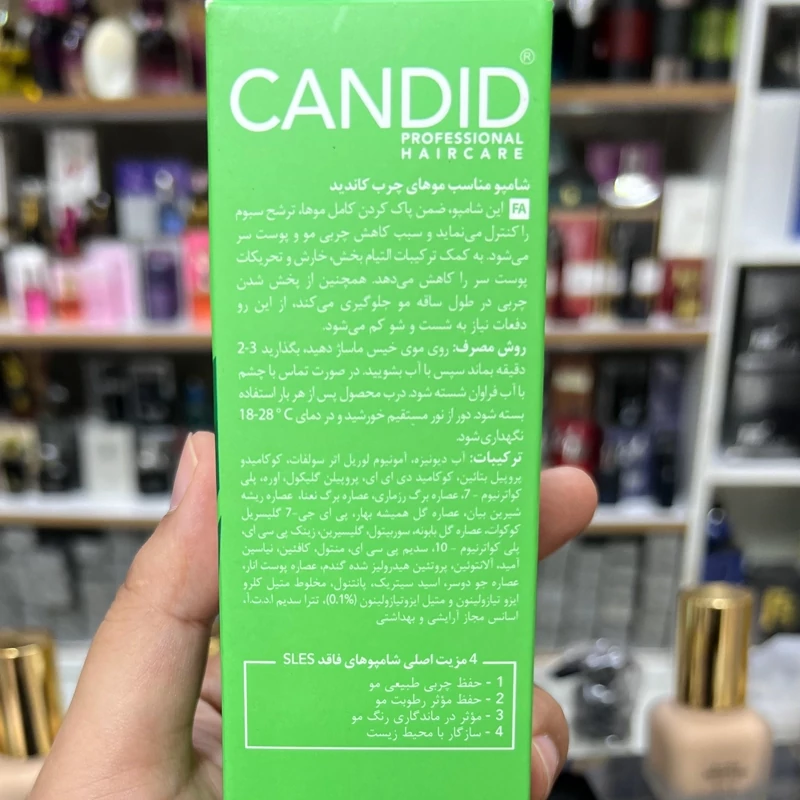 CANDID®
PROFESSIONAL
HAIRCARE
شامپو مناسب موهای چرب کاندید
FA این شامپو، ضمن پاک کردن کامل موها، ترشح سبوم
را کنترل می‌نماید و سبب کاهش چربی مو و پوست سر
می‌شود. به کمک ترکیبات التیام بخش، خارش و تحریکات
پوست سر را کاهش می‌دهد. همچنین از پخش شدن
چربی در طول ساقه مو جلوگیری می‌کند، از این رو
دفعات نیاز به شست و شو کم می‌شود.
روش مصرف: روی موی خیس ماساژ دهید، بگذارید 3-2
دقیقه بماند سپس با آب بشویید. در صورت تماس با چشم
با آب فراوان شسته شود. درب محصول پس از هر بار استفاده
بسته شود. دور از نور مستقیم خورشید و در دمای 18-28 °C
نگهداری شود.
ترکیبات: آب دیونیزه، آمونیوم لوریل اتر سولفات، کوکامیدو
پروپیل بتائین، کوکامید دی ای ای، پروپیلن گلیکول، اوره، پلی
کواترنیوم - 7، عصاره برگ رزماری، عصاره برگ نعنا، عصاره ریشه
شیرین بیان، عصاره گل همیشه بهار، پی ای جی-7 گلیسریل
کوکوات، عصاره گل بابونه، سوربیتول، گلیسیرین، زینک پی سی ای،
پلی کواترنیوم - 10، سدیم پی سی ای، منتول، کافئین، نیاسین
آمید، آلانتوئین، پروتئین هیدرولیز شده گندم، عصاره پوست انار،
عصاره جو دوسر، اسید سیتریک، پانتنول، مخلوط متیل کلرو
ایزو تیازولینون و متیل ایزوتیازولینون (0.1%)، تترا سدیم ا.د.ت.ا،
اسانس مجاز آرایشی و بهداشتی
4 مزیت اصلی شامپوهای فاقد SLES
1 - حفظ چربی طبیعی مو
2 - حفظ مؤثر رطوبت مو
3 - مؤثر در ماندگاری رنگ مو
4 - سازگار با محیط زیست